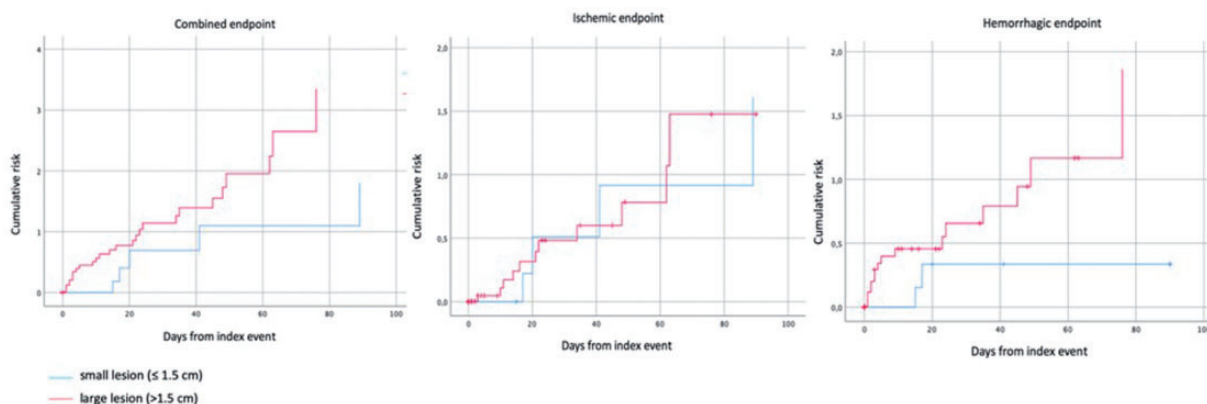 Combined endpoint
Cumulative risk
4
3
2
1
0
0 20 40 60 80 100
Days from index event
Ischemic endpoint
Cumulative risk
2,0
1,5
1,0
0,5
0,0
0 20 40 60 80 100
Days from index event
Hemorrhagic endpoint
Cumulative risk
2,0
1,5
1,0
0,5
0,0
0 20 40 60 80 100
Days from index event
small lesion (≤ 1.5 cm)
large lesion (>1.5 cm)